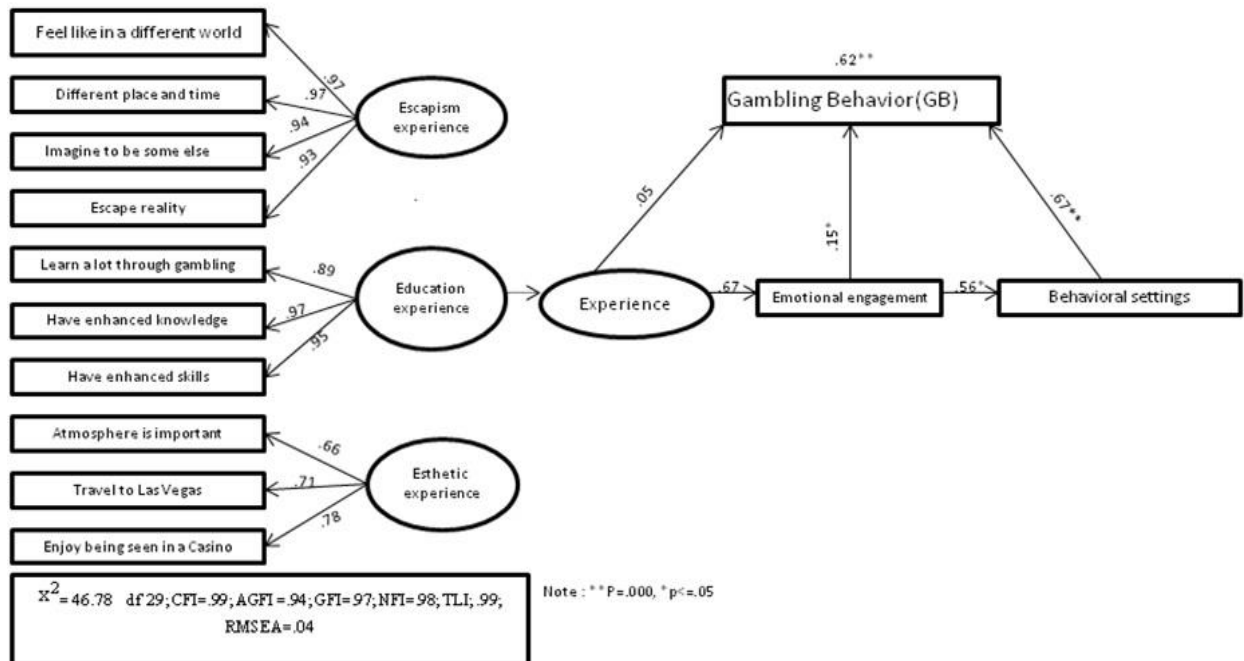 Feel like in a different world
Different place and time
Imagine to be some else
Escape reality
Learn a lot through gambling
Have enhanced knowledge
Have enhanced skills
Atmosphere is important
Travel to Las Vegas
Enjoy being seen in a Casino
.97
.97
.94
.93
.89
.97
.95
.66
.71
.78
Escapism
experience
Education
experience
Esthetic
experience
.62**
Gambling Behavior(GB)
.05
.15*
.67**
Experience
.67
Emotional engagement
.56*
Behavioral settings
x²=46.78 df29;CFI=.99;AGFI=.94;GFI=97;NFI=98;TLI;.99;
RMSEA=.04
Note : **P=.000, *p<=.05